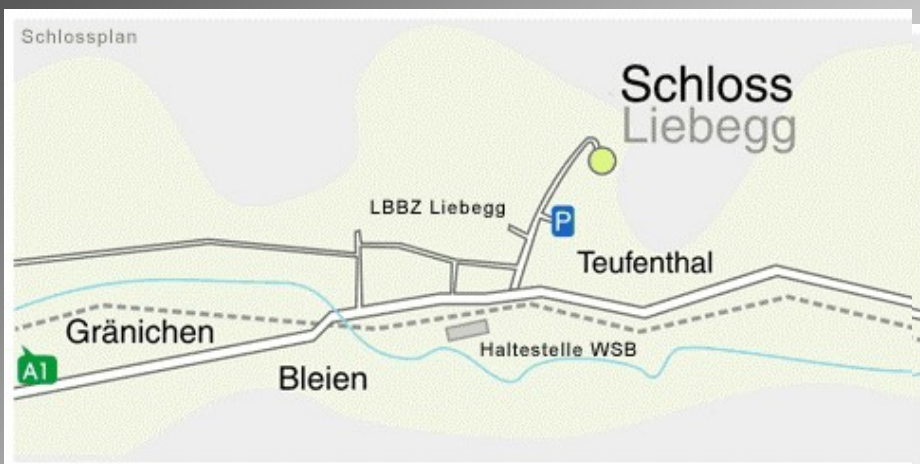 Schlossplan
Schloss
Liebegg
LBBZ Liebegg
P
Teufenthal
Gränichen
Haltestelle WSB
A1
Bleien